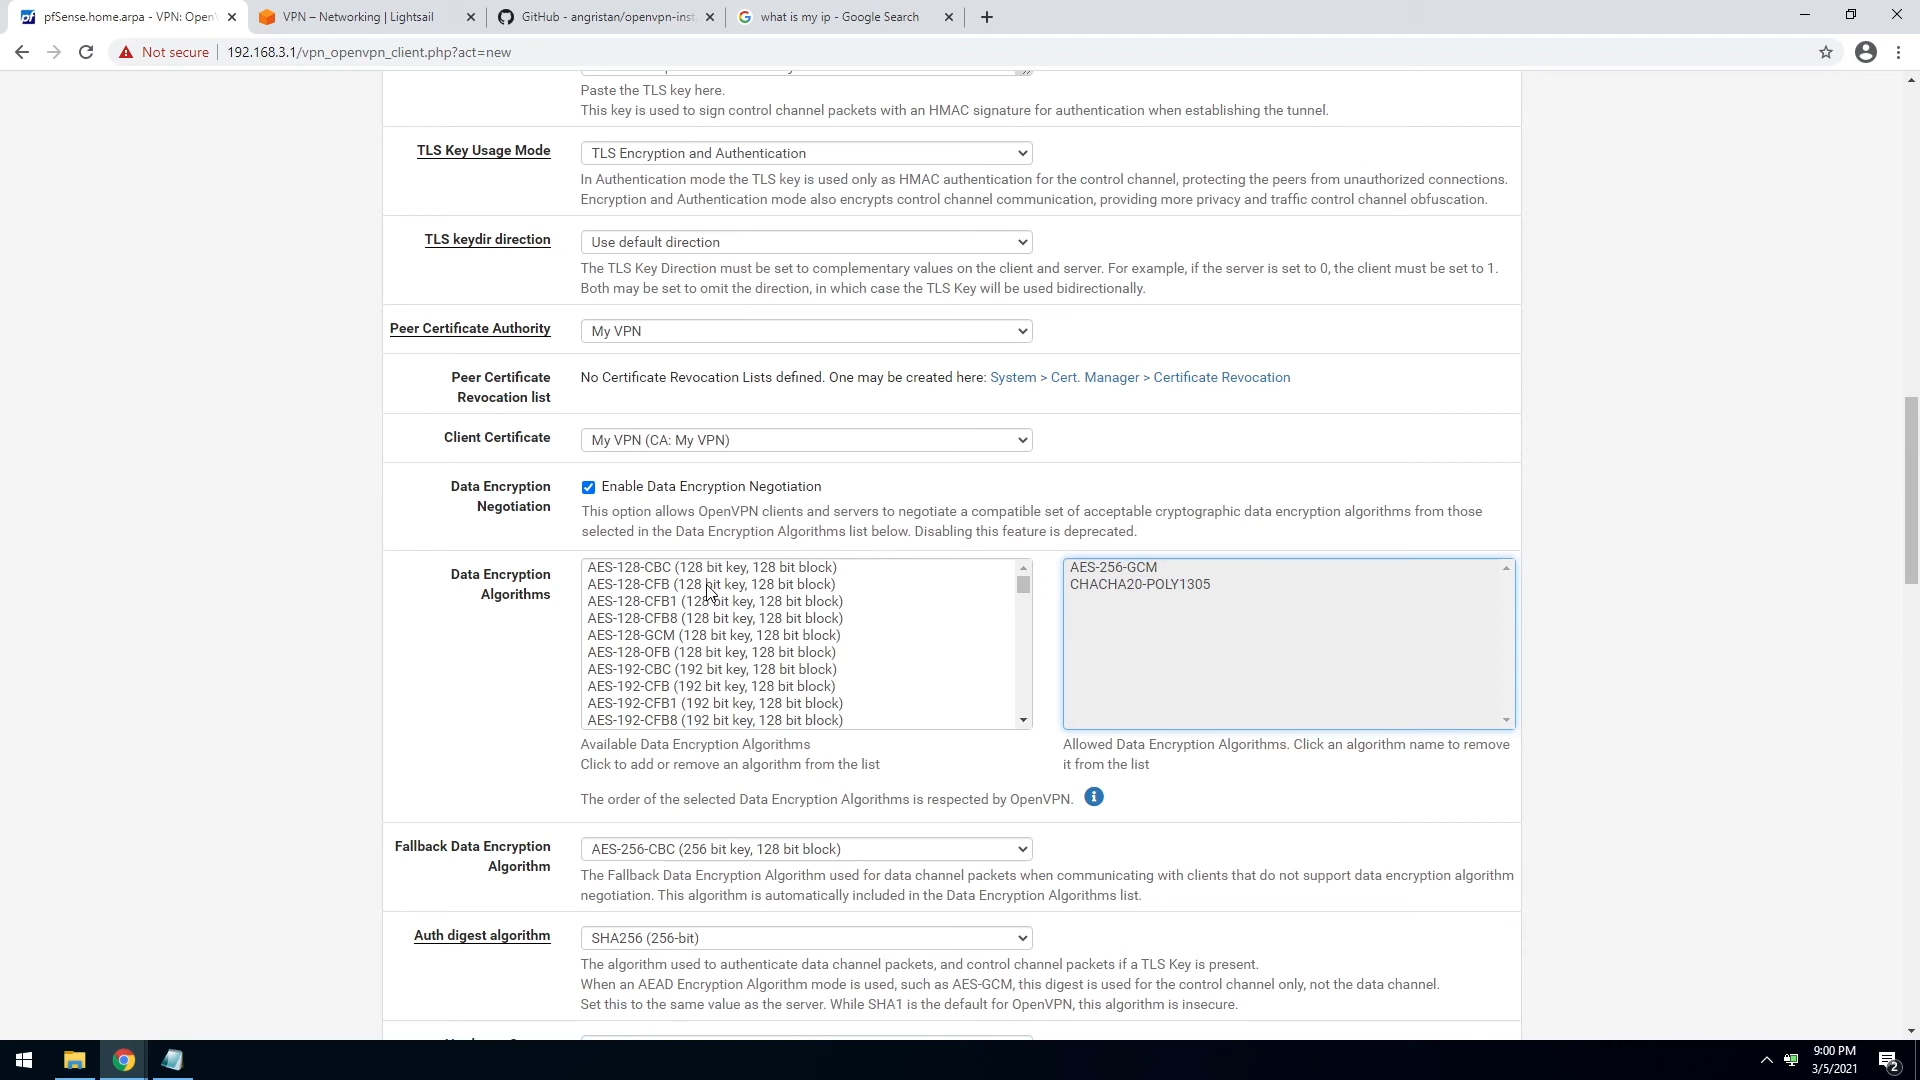 pfSense.home.arpa - VPN: Open
VPN – Networking | Lightsail
GitHub - angristan/openvpn-inst
what is my ip - Google Search
Not secure
192.168.3.1/vpn_openvpn_client.php?act=new
Paste the TLS key here.
This key is used to sign control channel packets with an HMAC signature for authentication when establishing the tunnel.
TLS Key Usage Mode
TLS Encryption and Authentication
In Authentication mode the TLS key is used only as HMAC authentication for the control channel, protecting the peers from unauthorized connections.
Encryption and Authentication mode also encrypts control channel communication, providing more privacy and traffic control channel obfuscation.
TLS keydir direction
Use default direction
The TLS Key Direction must be set to complementary values on the client and server. For example, if the server is set to 0, the client must be set to 1.
Both may be set to omit the direction, in which case the TLS Key will be used bidirectionally.
Peer Certificate Authority
My VPN
Peer Certificate
Revocation list
No Certificate Revocation Lists defined. One may be created here: System > Cert. Manager > Certificate Revocation
Client Certificate
My VPN (CA: My VPN)
Data Encryption
Negotiation
Enable Data Encryption Negotiation
This option allows OpenVPN clients and servers to negotiate a compatible set of acceptable cryptographic data encryption algorithms from those
selected in the Data Encryption Algorithms list below. Disabling this feature is deprecated.
Data Encryption
Algorithms
AES-128-CBC (128 bit key, 128 bit block)
AES-128-CFB (128 bit key, 128 bit block)
AES-128-CFB1 (128 bit key, 128 bit block)
AES-128-CFB8 (128 bit key, 128 bit block)
AES-128-GCM (128 bit key, 128 bit block)
AES-128-OFB (128 bit key, 128 bit block)
AES-192-CBC (192 bit key, 128 bit block)
AES-192-CFB (192 bit key, 128 bit block)
AES-192-CFB1 (192 bit key, 128 bit block)
AES-192-CFB8 (192 bit key, 128 bit block)
AES-256-GCM
CHACHA20-POLY1305
Available Data Encryption Algorithms
Click to add or remove an algorithm from the list
Allowed Data Encryption Algorithms. Click an algorithm name to remove
it from the list
The order of the selected Data Encryption Algorithms is respected by OpenVPN.
Fallback Data Encryption
Algorithm
AES-256-CBC (256 bit key, 128 bit block)
The Fallback Data Encryption Algorithm used for data channel packets when communicating with clients that do not support data encryption algorithm
negotiation. This algorithm is automatically included in the Data Encryption Algorithms list.
Auth digest algorithm
SHA256 (256-bit)
The algorithm used to authenticate data channel packets, and control channel packets if a TLS Key is present.
When an AEAD Encryption Algorithm mode is used, such as AES-GCM, this digest is used for the control channel only, not the data channel.
Set this to the same value as the server. While SHA1 is the default for OpenVPN, this algorithm is insecure.
9:00 PM
3/5/2021
2